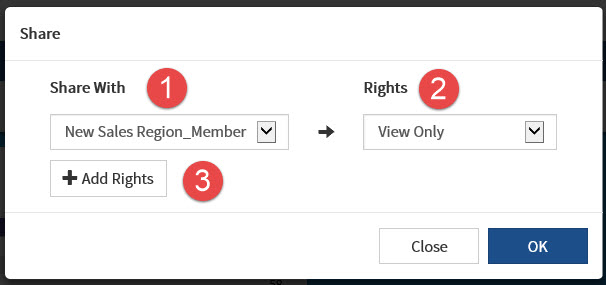 Share
Share With 1 Rights 2
New Sales Region_Member View Only
Add Rights 3
Close OK